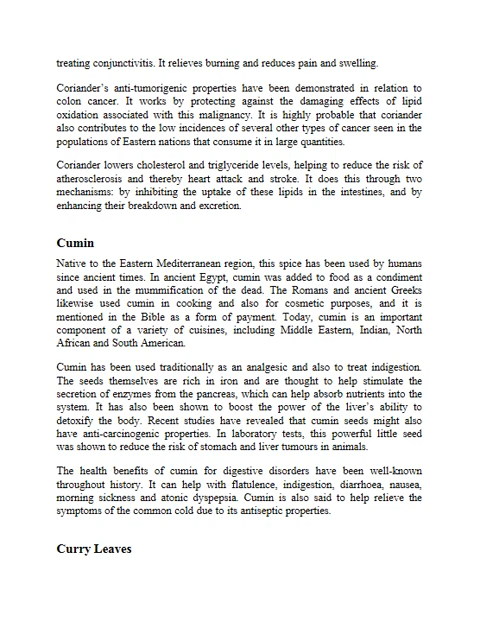 treating conjunctivitis. It relieves burning and reduces pain and swelling.
Coriander's anti-tumorigenic properties have been demonstrated in relation to
colon cancer. It works by protecting against the damaging effects of lipid
oxidation associated with this malignancy. It is highly probable that coriander
also contributes to the low incidences of several other types of cancer seen in the
populations of Eastern nations that consume it in large quantities.
Coriander lowers cholesterol and triglyceride levels, helping to reduce the risk of
atherosclerosis and thereby heart attack and stroke. It does this through two
mechanisms: by inhibiting the uptake of these lipids in the intestines, and by
enhancing their breakdown and excretion.
Cumin
Native to the Eastern Mediterranean region, this spice has been used by humans
since ancient times. In ancient Egypt, cumin was added to food as a condiment
and used in the mummification of the dead. The Romans and ancient Greeks
likewise used cumin in cooking and also for cosmetic purposes, and it is
mentioned in the Bible as a form of payment. Today, cumin is an important
component of a variety of cuisines, including Middle Eastern, Indian, North
African and South American.
Cumin has been used traditionally as an analgesic and also to treat indigestion.
The seeds themselves are rich in iron and are thought to help stimulate the
secretion of enzymes from the pancreas, which can help absorb nutrients into the
system. It has also been shown to boost the power of the liver's ability to
detoxify the body. Recent studies have revealed that cumin seeds might also
have anti-carcinogenic properties. In laboratory tests, this powerful little seed
was shown to reduce the risk of stomach and liver tumours in animals.
The health benefits of cumin for digestive disorders have been well-known
throughout history. It can help with flatulence, indigestion, diarrhoea, nausea,
morning sickness and atonic dyspepsia. Cumin is also said to help relieve the
symptoms of the common cold due to its antiseptic properties.
Curry Leaves